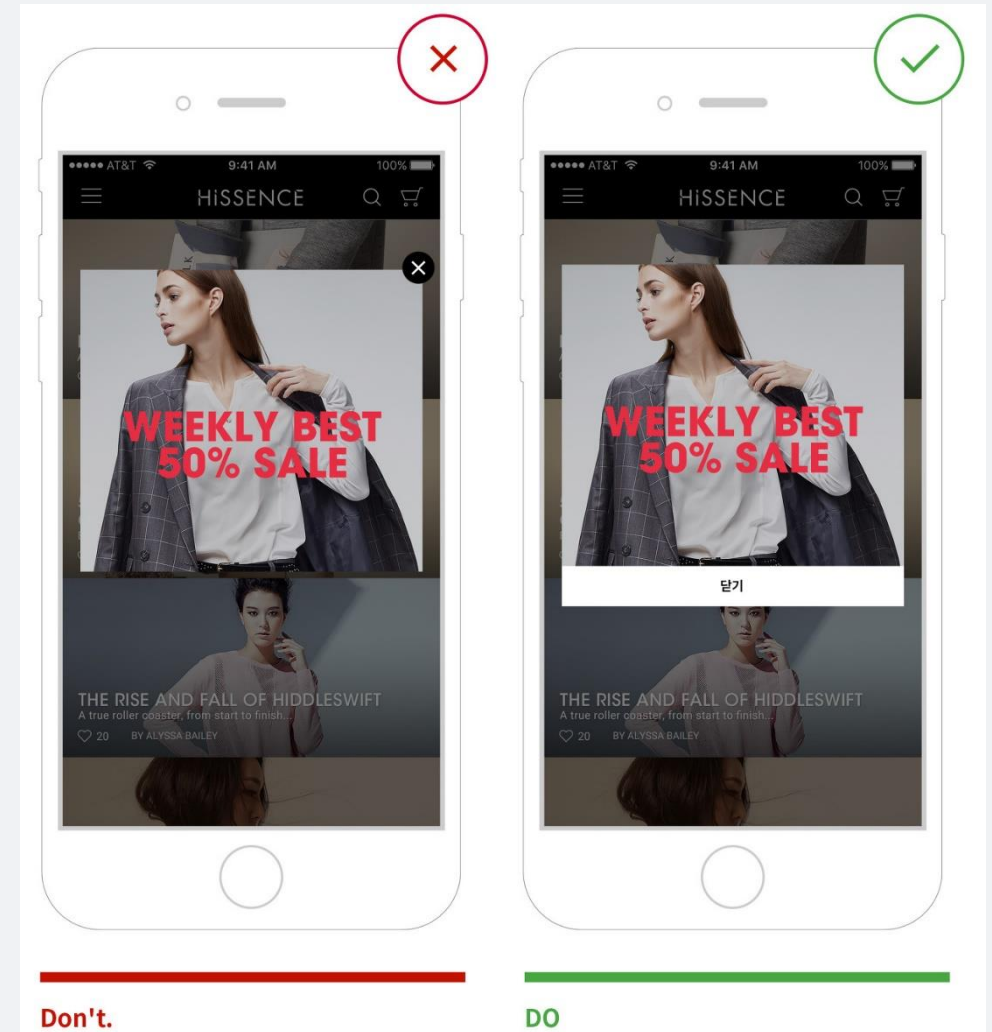 AT&T 9:41 AM 100%
HiSSENCE
WEEKLY BEST
50% SALE
THE RISE AND FALL OF HIDDLESWIFT
A true roller coaster, from start to finish...
20 BY ALYSSA BAILEY
Don't.
AT&T 9:41 AM 100%
HiSSENCE
WEEKLY BEST
50% SALE
닫기
THE RISE AND FALL OF HIDDLESWIFT
A true roller coaster, from start to finish...
20 BY ALYSSA BAILEY
DO